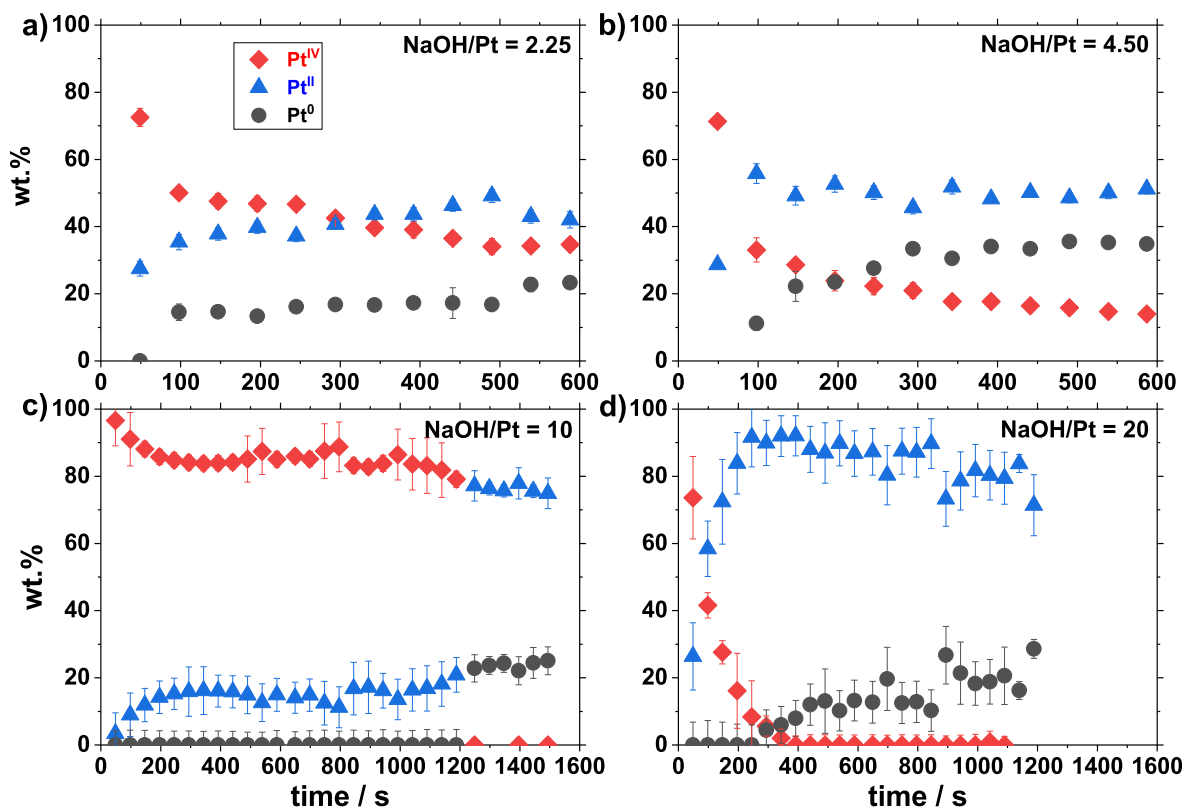 a)
NaOH/Pt = 2.25
Pt^IV
Pt^II
Pt^0
wt.%
100
80
60
40
20
0
0 100 200 300 400 500 600
b)
NaOH/Pt = 4.50
100
80
60
40
20
0
0 100 200 300 400 500 600
c)
NaOH/Pt = 10
wt.%
100
80
60
40
20
0
0 200 400 600 800 1000 1200 1400 1600
time / s
d)
NaOH/Pt = 20
100
80
60
40
20
0
0 200 400 600 800 1000 1200 1400 1600
time / s